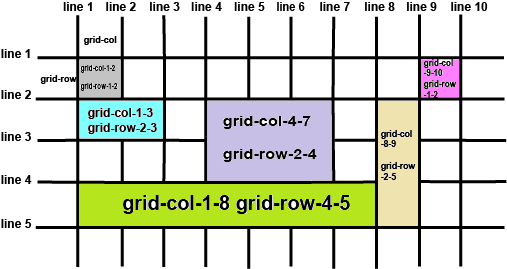 line 1 line 2 line 3 line 4 line 5 line 6 line 7 line 8 line 9 line 10
grid-col
line 1
grid-row
grid-col-1-2
grid-row-1-2
grid-col
-9-10
grid-row
-1-2
line 2
grid-col-1-3
grid-row-2-3
grid-col-4-7
grid-row-2-4
grid-col
-8-9
grid-row
-2-5
line 3
line 4
grid-col-1-8 grid-row-4-5
line 5